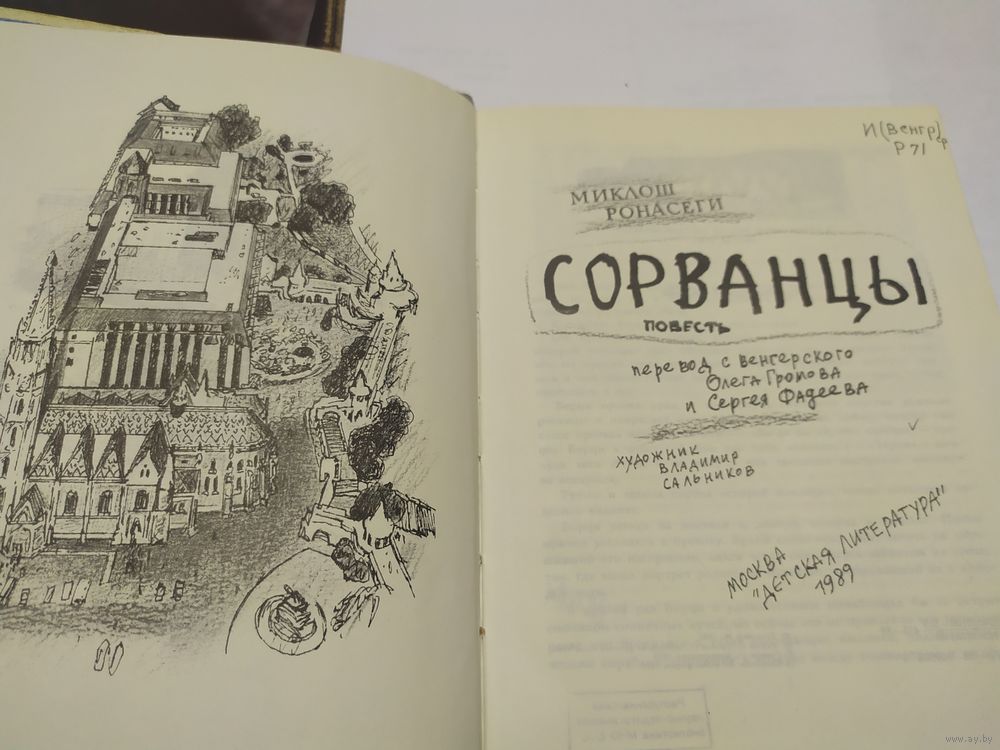 И(Венгр)
ср
Р71
МИКЛОШ
РОНАСЕГИ
СОРВАНЦЫ
ПОВЕСТЬ
перевод с венгерского
Олега Громова
и Сергея Фадеева
художник
Владимир
Сальников
МОСКВА
"ДЕТСКАЯ ЛИТЕРАТУРА"
1989
www.ay.by